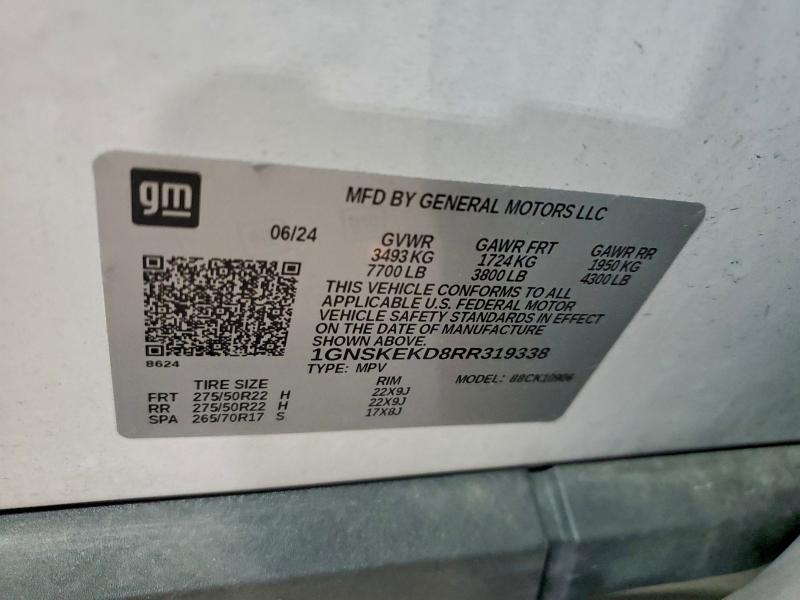 gm
MFD BY GENERAL MOTORS LLC
06/24
GVWR GAWR FRT GAWR RR
3493 KG 1724 KG 1950 KG
7700 LB 3800 LB 4300 LB
THIS VEHICLE CONFORMS TO ALL
APPLICABLE U.S. FEDERAL MOTOR
VEHICLE SAFETY STANDARDS IN EFFECT
ON THE DATE OF MANUFACTURE
SHOWN ABOVE.
1GNSKEKD8RR319338
8624
TYPE: MPV MODEL: 88CK10906
TIRE SIZE RIM
FRT 275/50R22 H 22X9J
RR 275/50R22 H 22X9J
SPA 265/70R17 S 17X8J